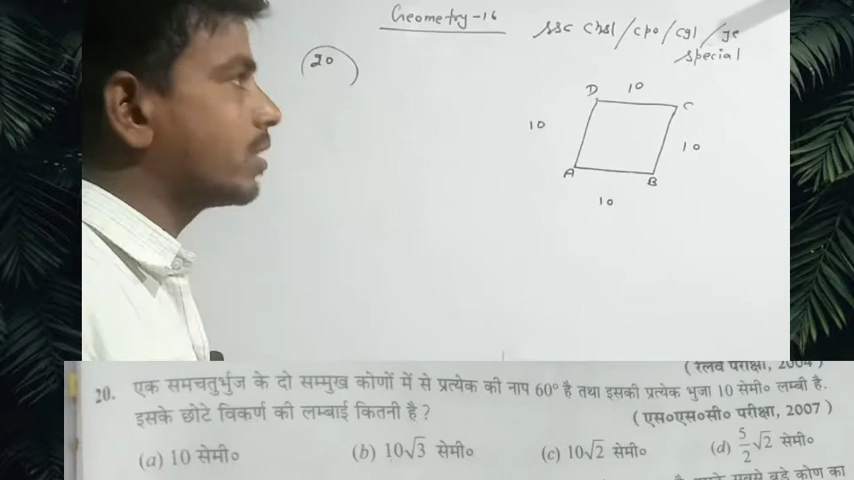 Geometry-16
SSC CHSL/CPO/CGL/JE
Special
20
D 10 C
10
10
A B
10
( रेलवे परीक्षा, 2004 )
20. एक समचतुर्भुज के दो सम्मुख कोणों में से प्रत्येक की नाप 60° है तथा इसकी प्रत्येक भुजा 10 सेमी० लम्बी है.
इसके छोटे विकर्ण की लम्बाई कितनी है ?
( एस०एस०सी० परीक्षा, 2007 )
(a) 10 सेमी० (b) 10√3 सेमी० (c) 10√2 सेमी० (d) 5/2 √2 सेमी०
सबसे बड़े कोण का